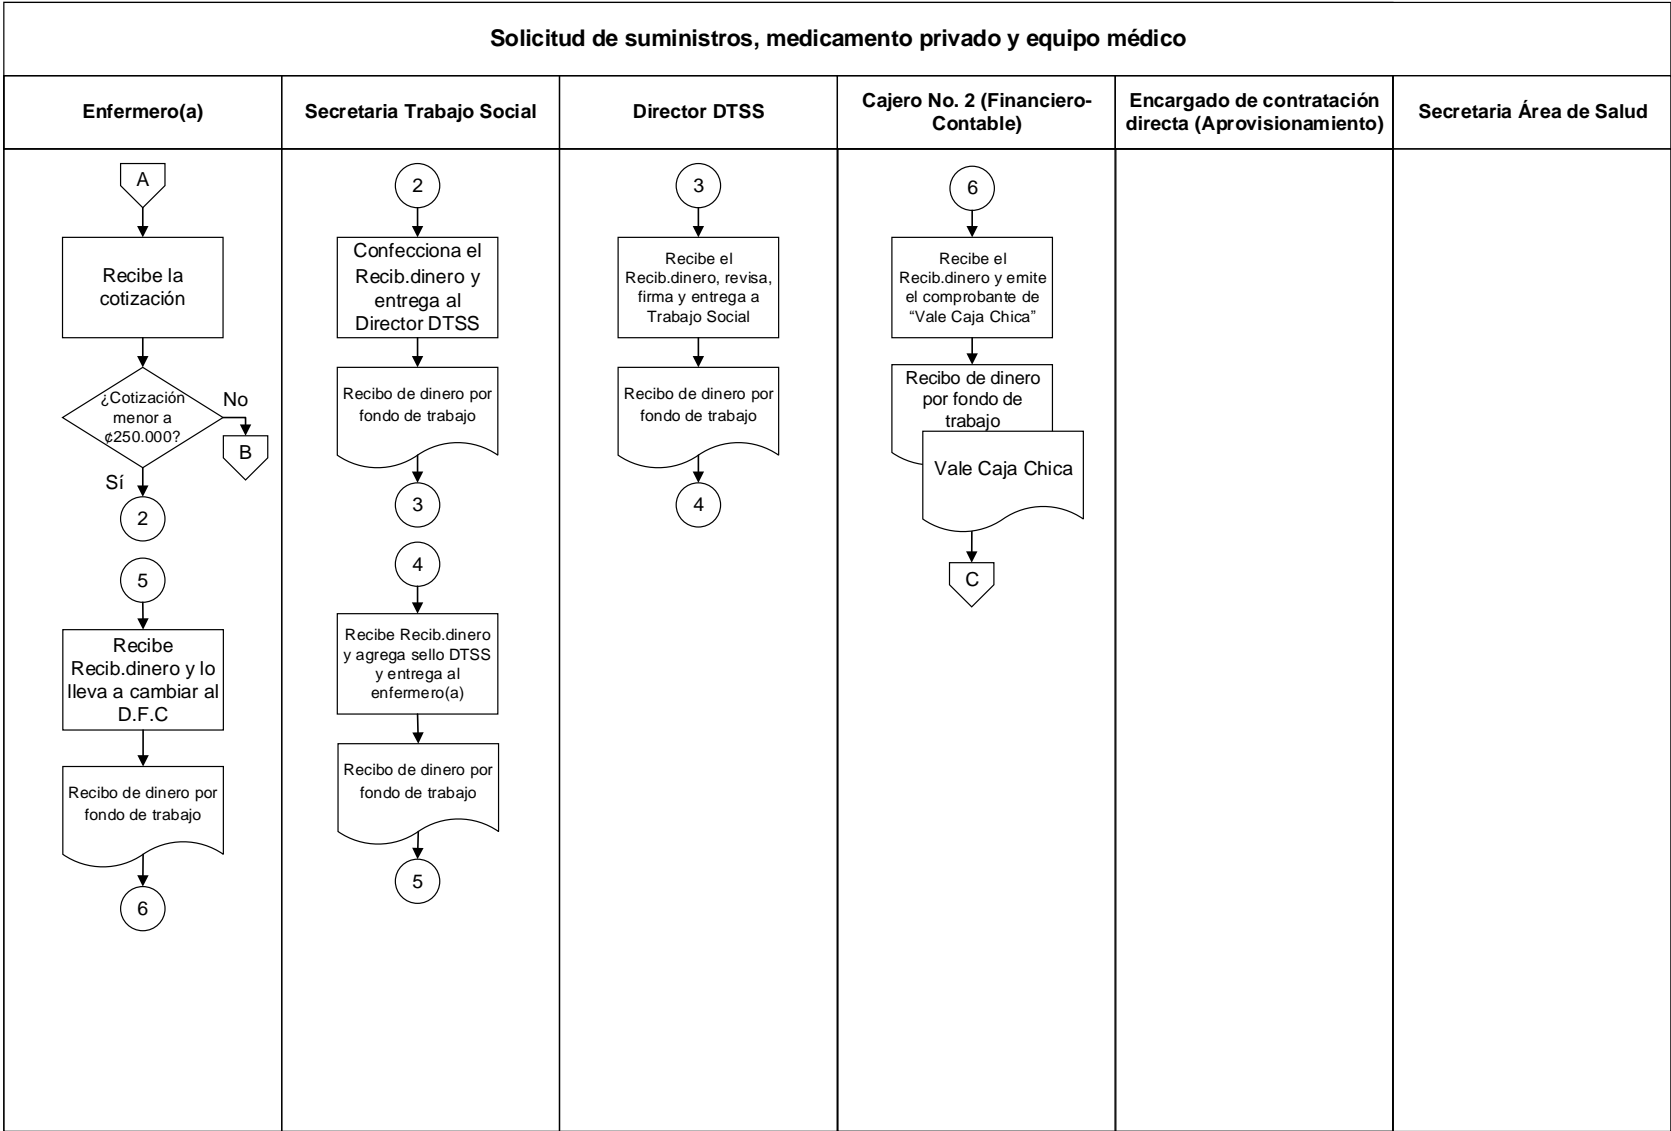 Solicitud de suministros, medicamento privado y equipo médico
Enfermero(a)
Secretaria Trabajo Social
Director DTSS
Cajero No. 2 (Financiero-
Contable)
Encargado de contratación
directa (Aprovisionamiento)
Secretaria Área de Salud
A
Recibe la
cotización
¿Cotización
menor a
¢250.000?
No
B
Sí
2
5
Recibe
Recib.dinero y lo
lleva a cambiar al
D.F.C
Recibo de dinero por
fondo de trabajo
6
2
Confecciona el
Recib.dinero y
entrega al
Director DTSS
Recibo de dinero por
fondo de trabajo
3
4
Recibe Recib.dinero
y agrega sello DTSS
y entrega al
enfermero(a)
Recibo de dinero por
fondo de trabajo
5
3
Recibe el
Recib.dinero, revisa,
firma y entrega a
Trabajo Social
Recibo de dinero por
fondo de trabajo
4
6
Recibe el
Recib.dinero y emite
el comprobante de
“Vale Caja Chica”
Recibo de dinero
por fondo de
trabajo
Vale Caja Chica
C